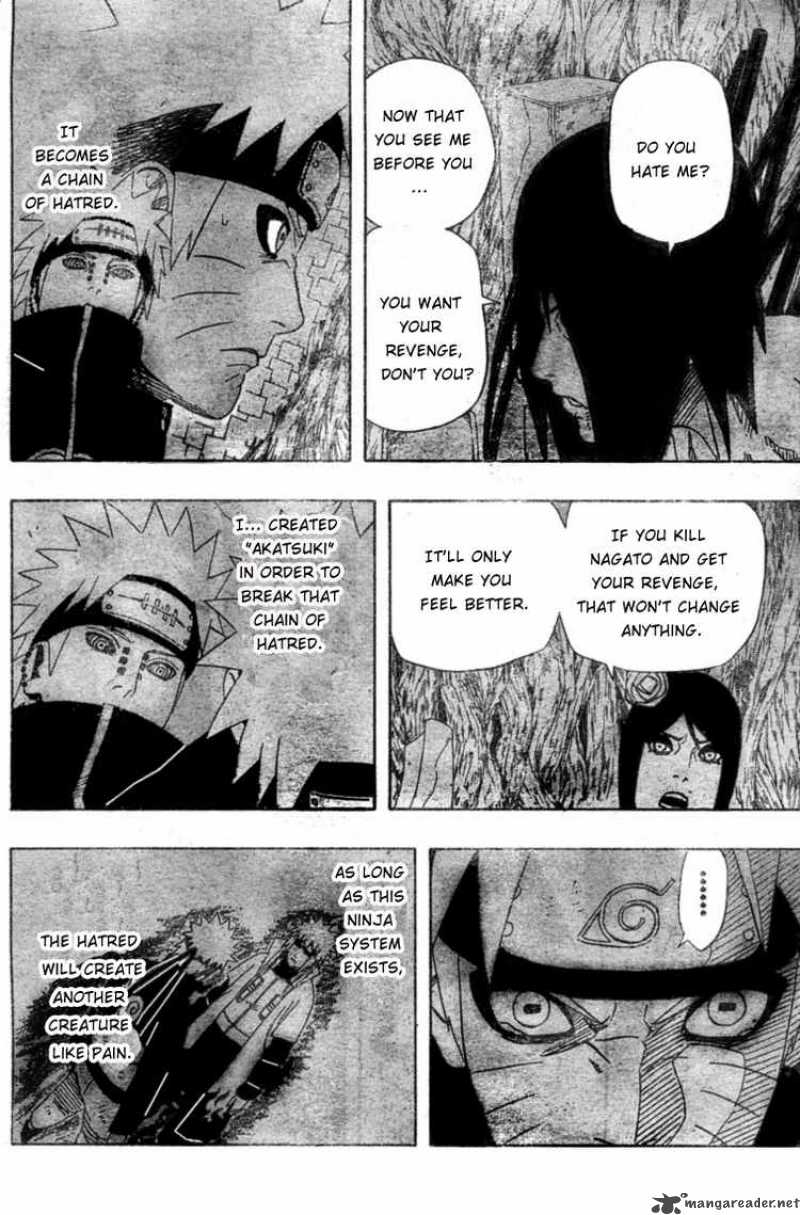 DO YOU
HATE ME?
NOW THAT
YOU SEE ME
BEFORE YOU
...
YOU WANT
YOUR
REVENGE,
DON'T YOU?
IT
BECOMES
A CHAIN
OF HATRED.
IF YOU KILL
NAGATO AND GET
YOUR REVENGE,
THAT WON'T CHANGE
ANYTHING.
IT'LL ONLY
MAKE YOU
FEEL BETTER.
I... CREATED
"AKATSUKI"
IN ORDER TO
BREAK THAT
CHAIN OF
HATRED.
......
AS LONG
AS THIS
NINJA
SYSTEM
EXISTS,
THE HATRED
WILL CREATE
ANOTHER
CREATURE
LIKE PAIN.
mangareader.net